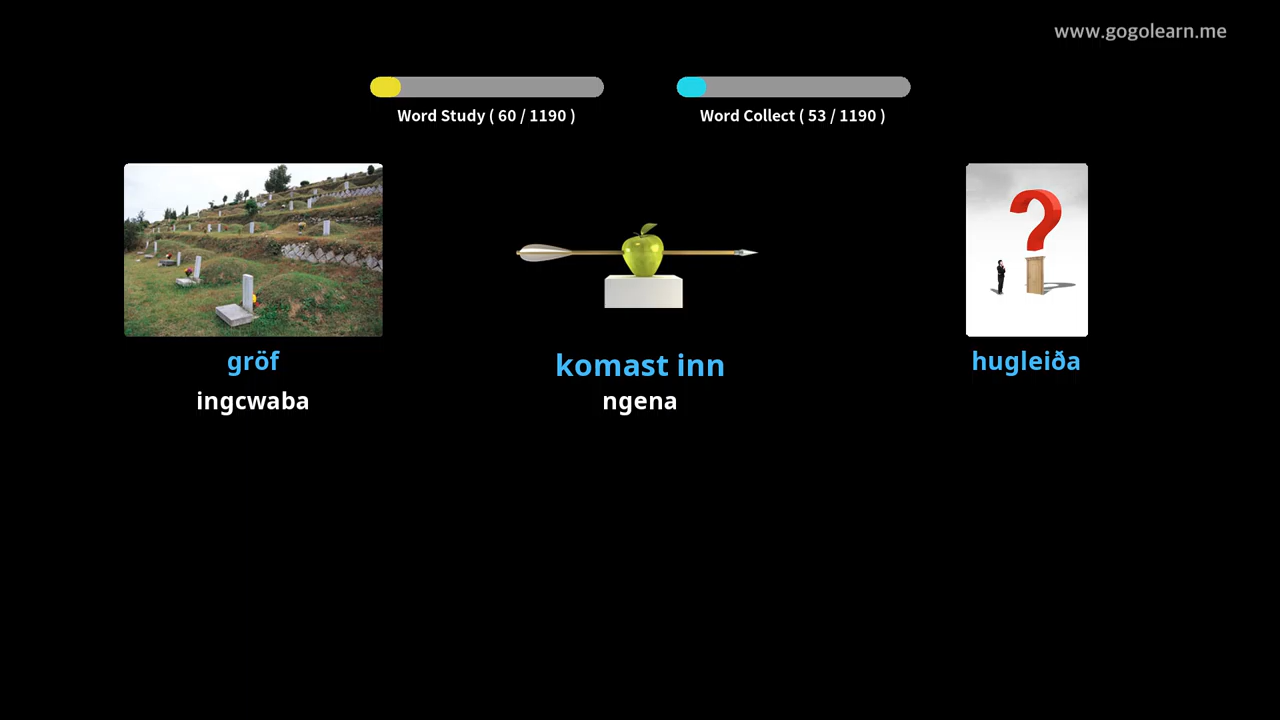 www.gogolearn.me
Word Study ( 60 / 1190 )
Word Collect ( 53 / 1190 )
gröf
ingcwaba
komast inn
ngena
hugleiða